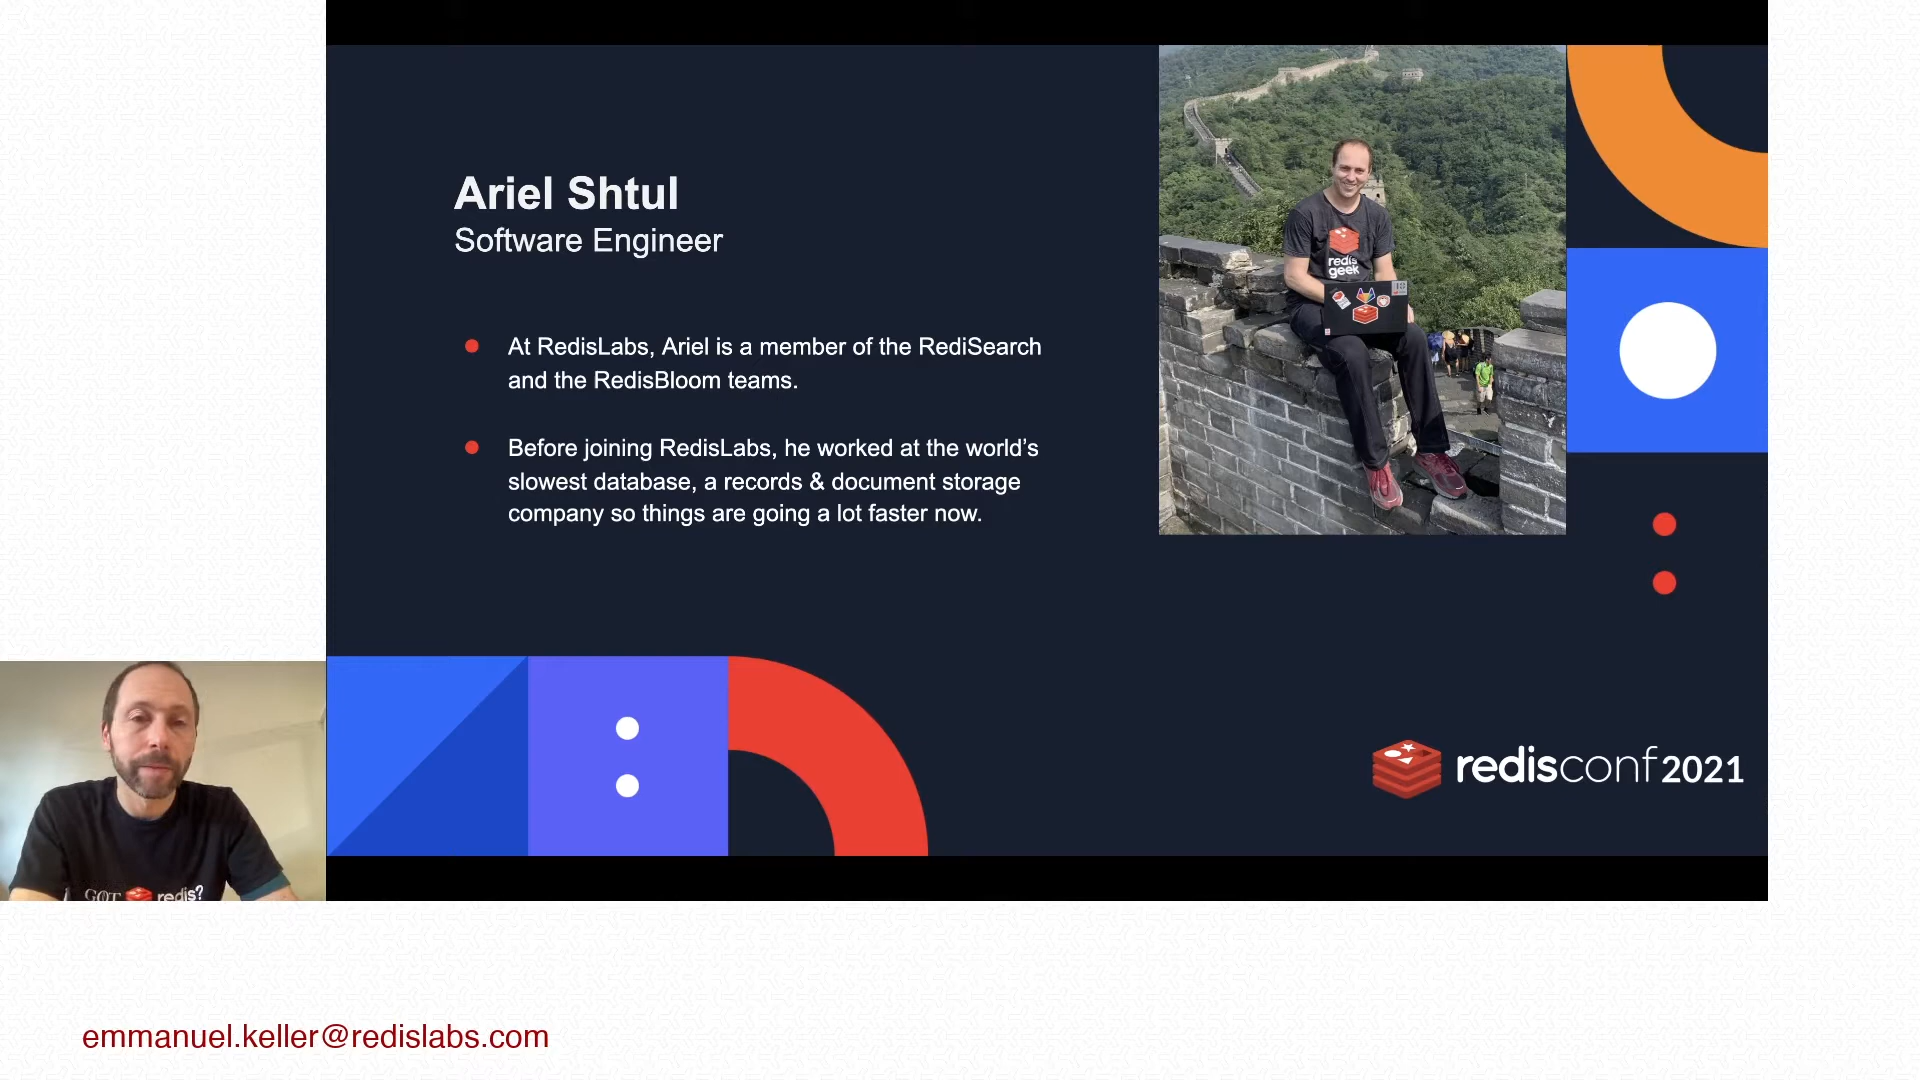 Ariel Shtul
Software Engineer
At RedisLabs, Ariel is a member of the RediSearch
and the RedisBloom teams.
Before joining RedisLabs, he worked at the world’s
slowest database, a records & document storage
company so things are going a lot faster now.
redis
geek
redisconf2021
GOT redis?
emmanuel.keller@redislabs.com